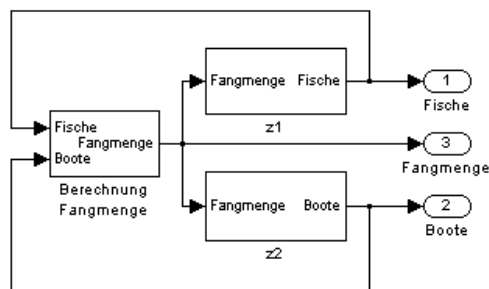 Fangmenge Fische
z1
1
Fische
Fische
Fangmenge
Boote
Berechnung
Fangmenge
3
Fangmenge
Fangmenge Boote
z2
2
Boote